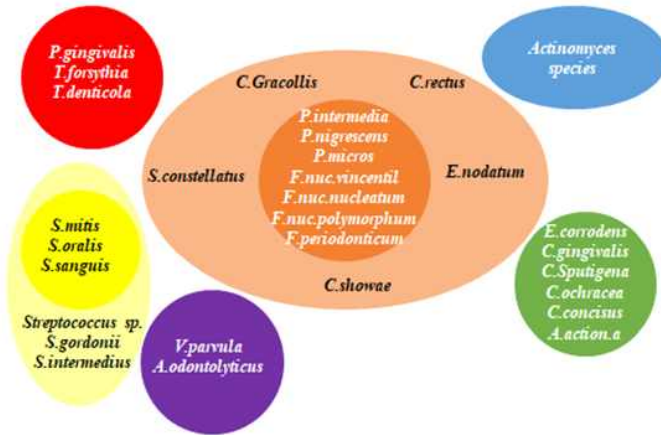 P.gingivalis
T.forsythia
T.denticola
Actinomyces
species
C.Gracollis
C.rectus
P.intermedia
P.nigrescens
P.micros
F.nuc.vincentil
F.nuc.nucleatum
F.nuc.polymorphum
F.periodonticum
S.constellatus
E.nodatum
C.showae
S.mitis
S.oralis
S.sanguis
Streptococcus sp.
S.gordonii
S.intermedius
V.parvula
A.odontolyticus
E.corrodens
C.gingivalis
C.Sputigena
C.ochracea
C.concisus
A.action.a